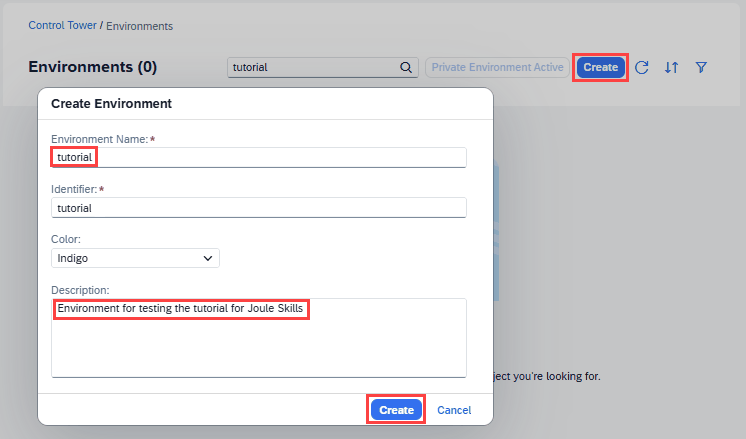 Control Tower / Environments
Environments (0)
tutorial
Private Environment Active
Create
Create Environment
Environment Name: *
tutorial
Identifier: *
tutorial
Color:
Indigo
Description:
Environment for testing the tutorial for Joule Skills
you're looking for.
Create
Cancel